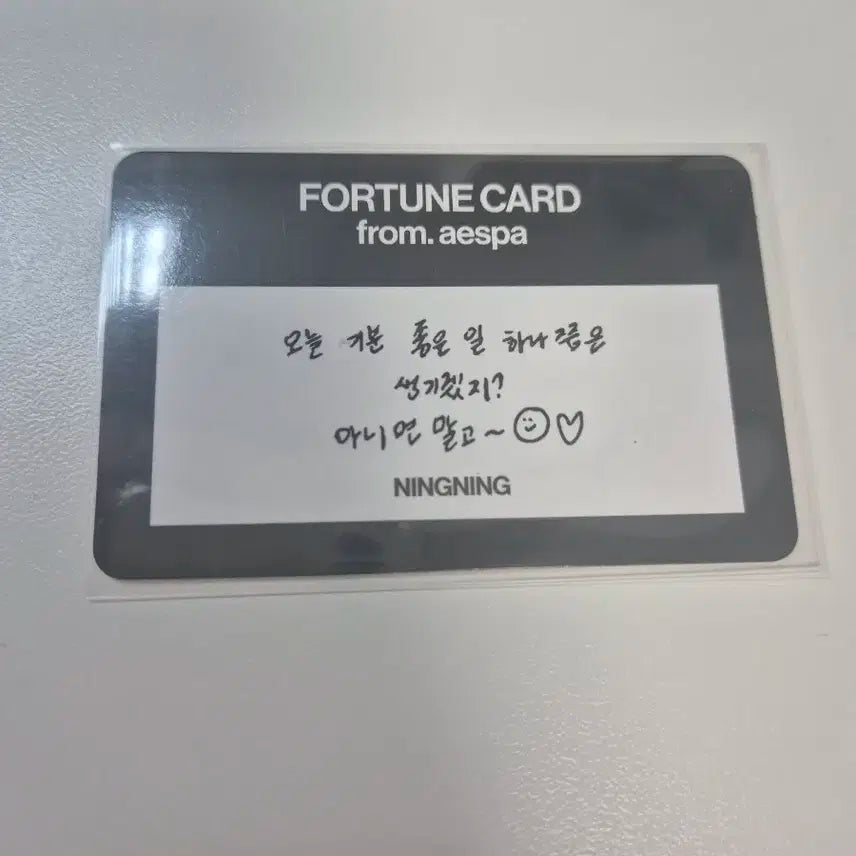 FORTUNE CARD
from. aespa
오늘 기분 좋은 일 하나쯤은
생기겠지?
아니면 말고~
NINGNING